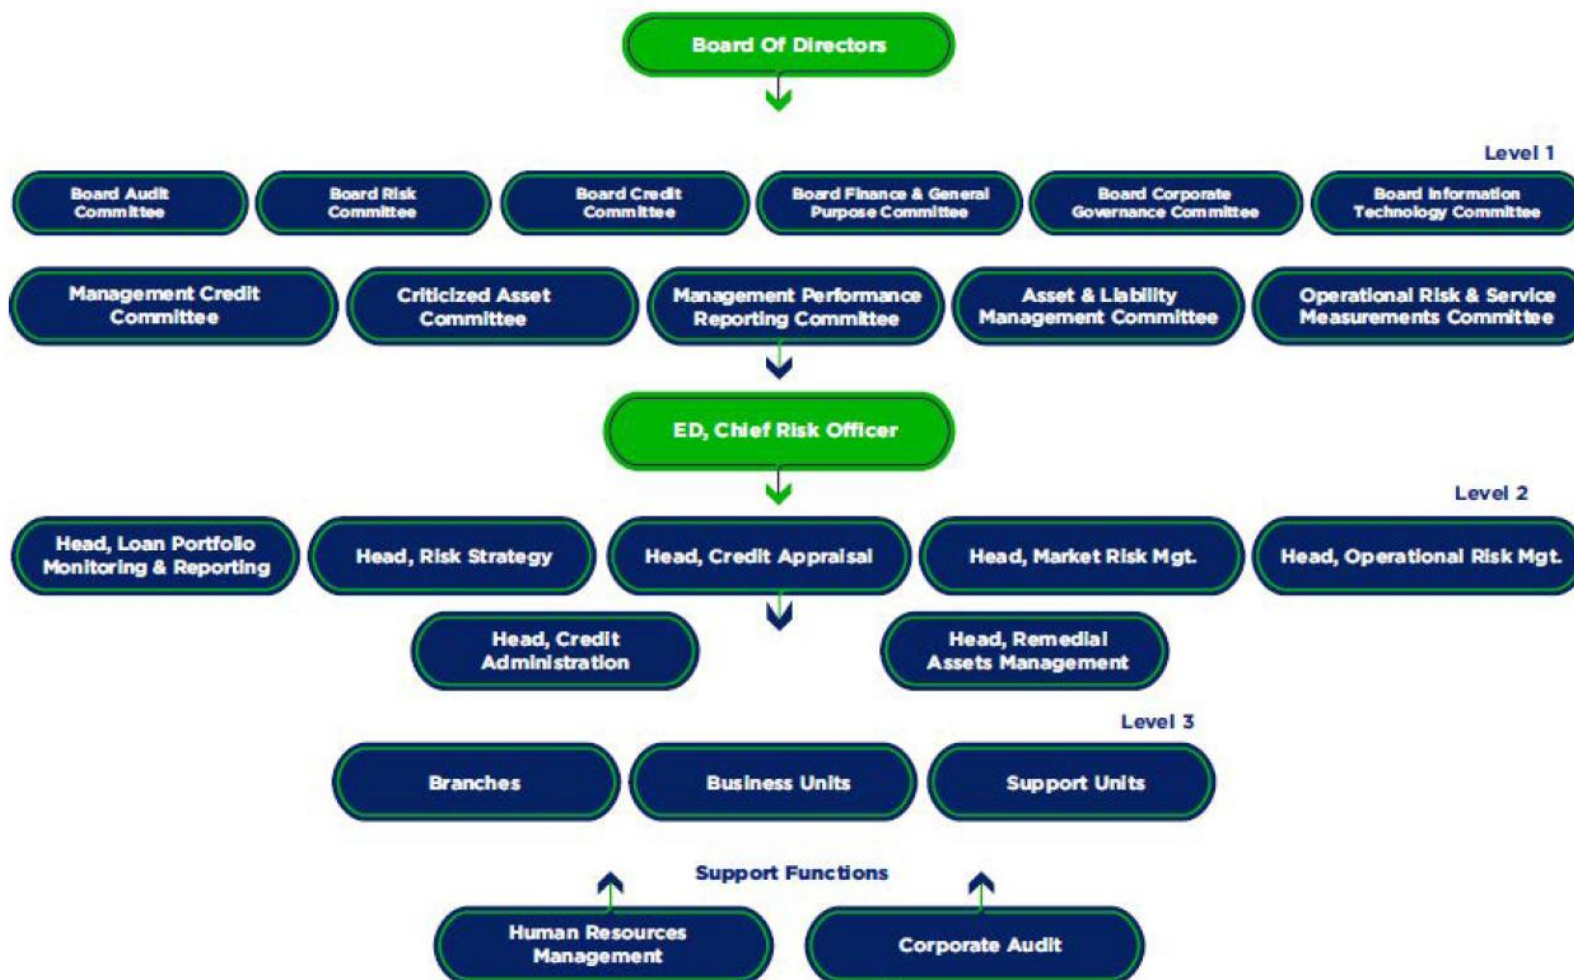 Board Of Directors
Level 1
Board Audit
Committee
Board Risk
Committee
Board Credit
Committee
Board Finance & General
Purpose Committee
Board Corporate
Governance Committee
Board Information
Technology Committee
Management Credit
Committee
Criticized Asset
Committee
Management Performance
Reporting Committee
Asset & Liability
Management Committee
Operational Risk & Service
Measurements Committee
ED, Chief Risk Officer
Level 2
Head, Loan Portfolio
Monitoring & Reporting
Head, Risk Strategy
Head, Credit Appraisal
Head, Market Risk Mgt.
Head, Operational Risk Mgt.
Head, Credit
Administration
Head, Remedial
Assets Management
Level 3
Branches
Business Units
Support Units
Support Functions
Human Resources
Management
Corporate Audit